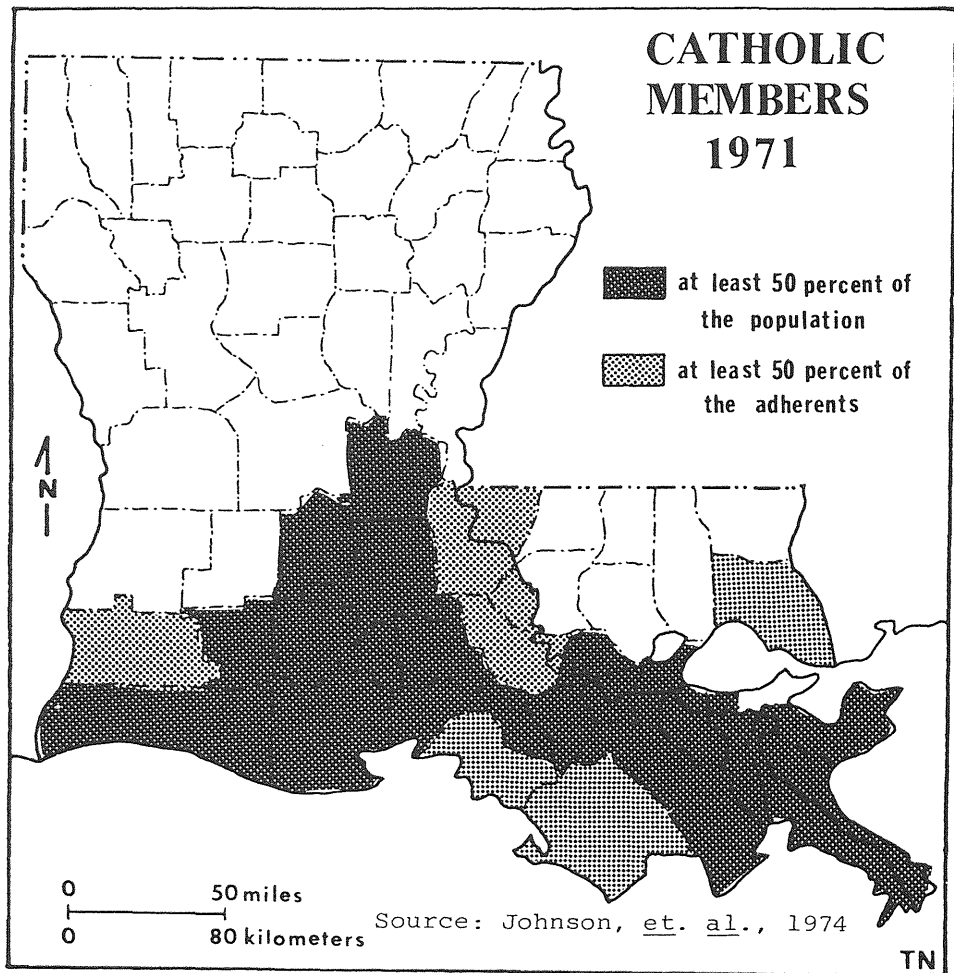 CATHOLIC
MEMBERS
1971
at least 50 percent of
the population
at least 50 percent of
the adherents
N
0 50 miles
0 80 kilometers
Source: Johnson, et. al., 1974
TN